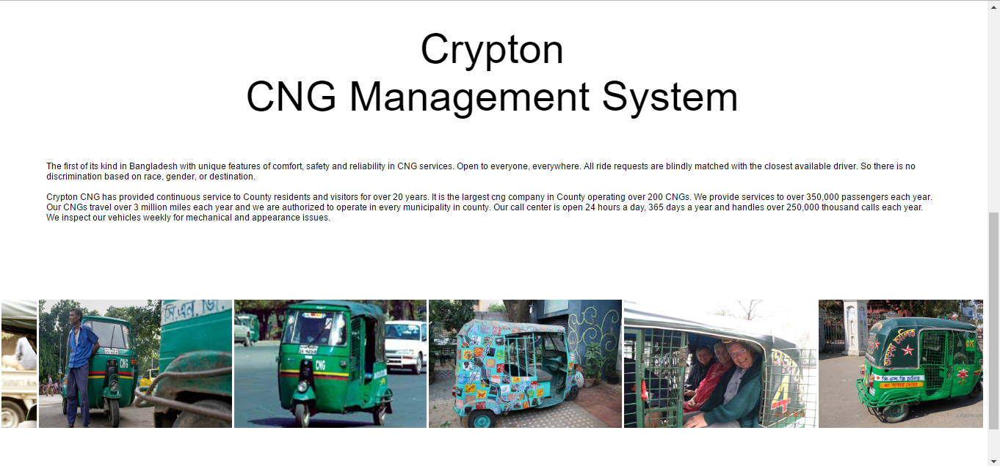 Crypton
CNG Management System
The first of its kind in Bangladesh with unique features of comfort, safety and reliability in CNG services. Open to everyone, everywhere. All ride requests are blindly matched with the closest available driver. So there is no
discrimination based on race, gender, or destination.
Crypton CNG has provided continuous service to County residents and visitors for over 20 years. It is the largest cng company in County operating over 200 CNGs. We provide services to over 350,000 passengers each year.
Our CNGs travel over 3 million miles each year and we are authorized to operate in every municipality in county. Our call center is open 24 hours a day, 365 days a year and handles over 250,000 thousand calls each year.
We inspect our vehicles weekly for mechanical and appearance issues.
সি.এন.জি.
CNG
CNG
সি.এন.জি চালিত